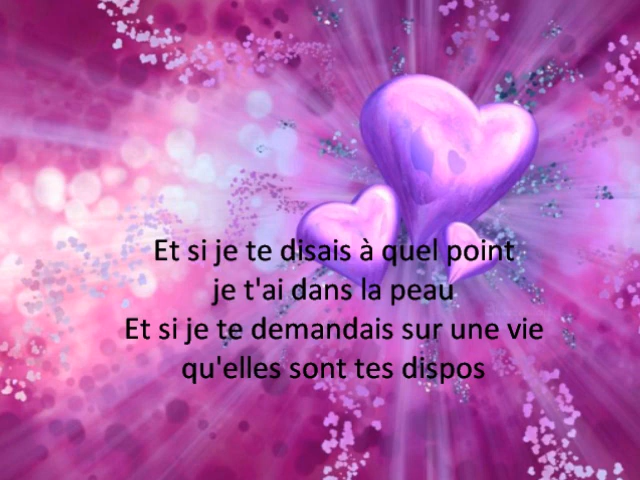 Et si je te disais à quel point
je t'ai dans la peau
Et si je te demandais sur une vie
qu'elles sont tes dispos